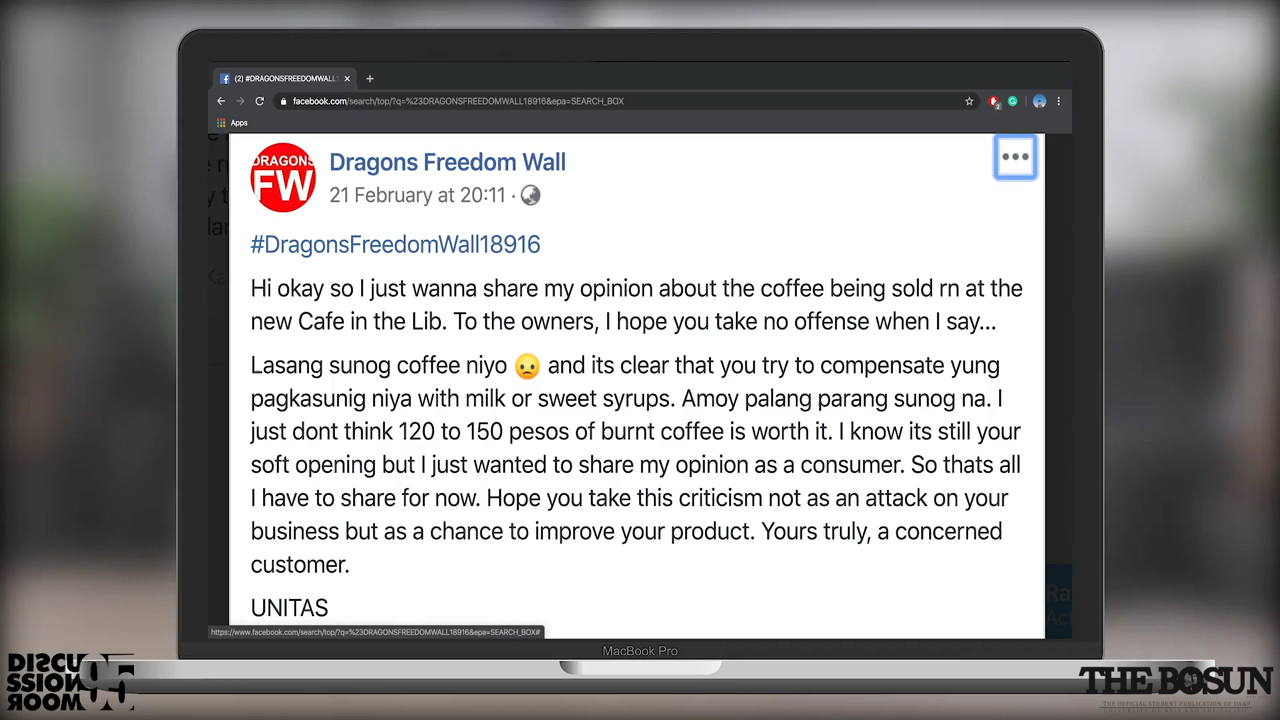 (2) #DRAGONSFREEDOMWALL1
facebook.com/search/top/?q=%23DRAGONSFREEDOMWALL18916&epa=SEARCH_BOX
Apps
DRAGONS
FW
Dragons Freedom Wall
21 February at 20:11
#DragonsFreedomWall18916
Hi okay so I just wanna share my opinion about the coffee being sold rn at the
new Cafe in the Lib. To the owners, I hope you take no offense when I say...
Lasang sunog coffee niyo 😞 and its clear that you try to compensate yung
pagkasunig niya with milk or sweet syrups. Amoy palang parang sunog na. I
just dont think 120 to 150 pesos of burnt coffee is worth it. I know its still your
soft opening but I just wanted to share my opinion as a consumer. So thats all
I have to share for now. Hope you take this criticism not as an attack on your
business but as a chance to improve your product. Yours truly, a concerned
customer.
UNITAS
https://www.facebook.com/search/top/?q=%23DRAGONSFREEDOMWALL18916&epa=SEARCH_BOX#
MacBook Pro
DISCU
SSION
ROOM
95
THE BOSUN
THE OFFICIAL STUDENT PUBLICATION OF UA&P